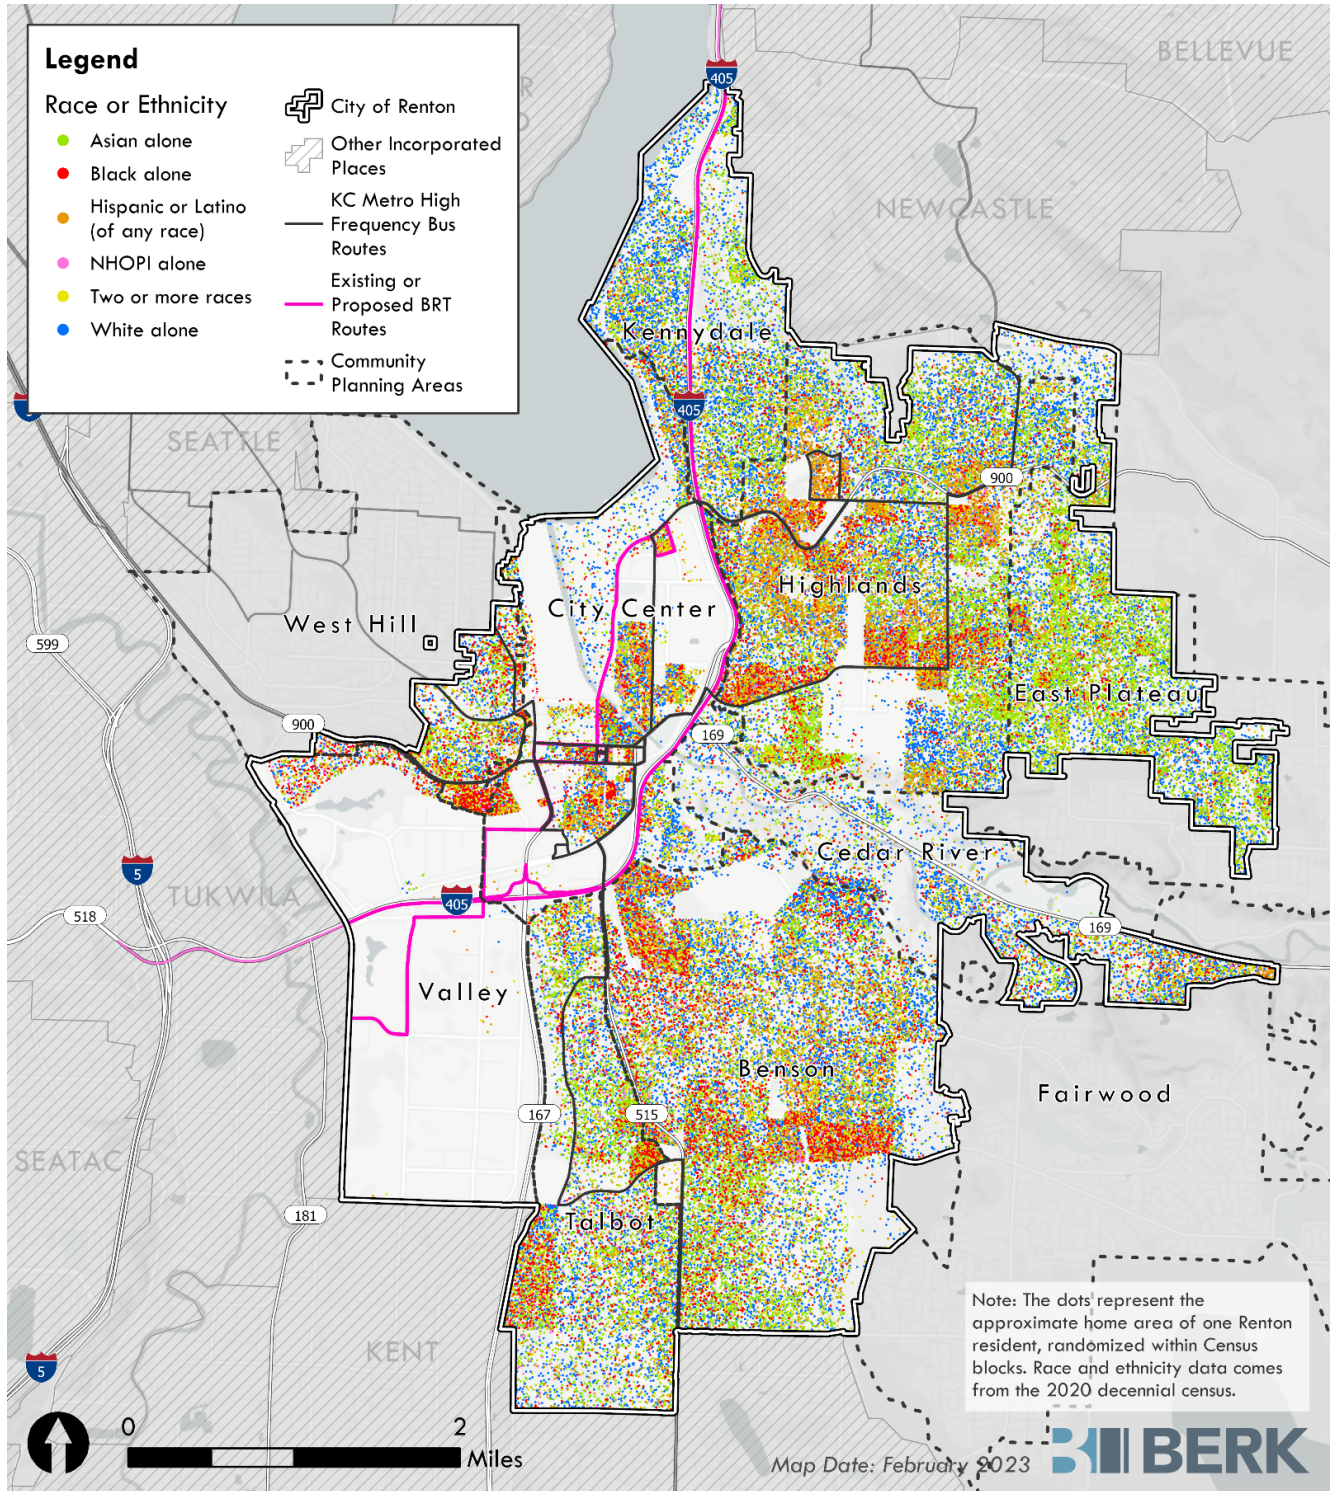 Legend
Race or Ethnicity
Asian alone
Black alone
Hispanic or Latino
(of any race)
NHOPI alone
Two or more races
White alone
City of Renton
Other Incorporated
Places
KC Metro High
Frequency Bus
Routes
Existing or
Proposed BRT
Routes
Community
Planning Areas
405
BELLEVUE
NEWCASTLE
Kennydale
405
SEATTLE
900
Highlands
City Center
West Hill
599
East Plateau
900
169
Cedar River
5
TUKWILA
405
518
169
Valley
Benson
Fairwood
167
515
SEATAC
181
Talbot
KENT
5
Note: The dots represent the
approximate home area of one Renton
resident, randomized within Census
blocks. Race and ethnicity data comes
from the 2020 decennial census.
0
2
Miles
Map Date: February 2023
BERK